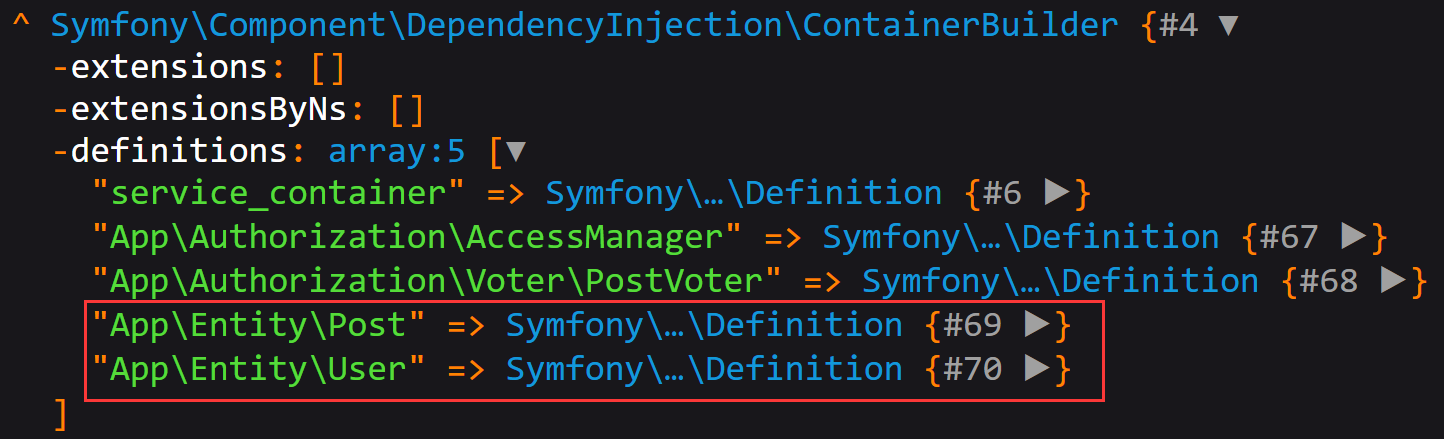 ^ Symfony\Component\DependencyInjection\ContainerBuilder {#4 ▼
-extensions: []
-extensionsByNs: []
-definitions: array:5 [▼
"service_container" => Symfony\…\Definition {#6 ▶}
"App\Authorization\AccessManager" => Symfony\…\Definition {#67 ▶}
"App\Authorization\Voter\PostVoter" => Symfony\…\Definition {#68 ▶}
"App\Entity\Post" => Symfony\…\Definition {#69 ▶}
"App\Entity\User" => Symfony\…\Definition {#70 ▶}
]